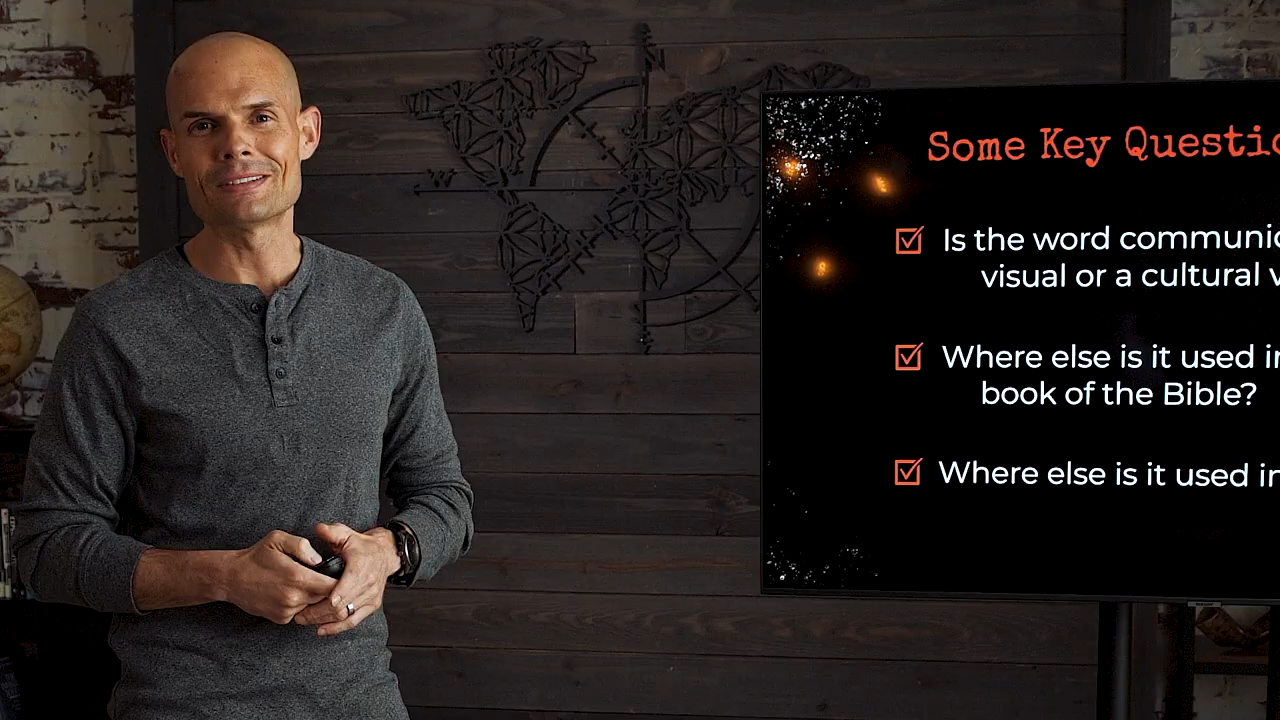 N
W
Some Key Questio
Is the word communic
visual or a cultural v
Where else is it used in
book of the Bible?
Where else is it used in